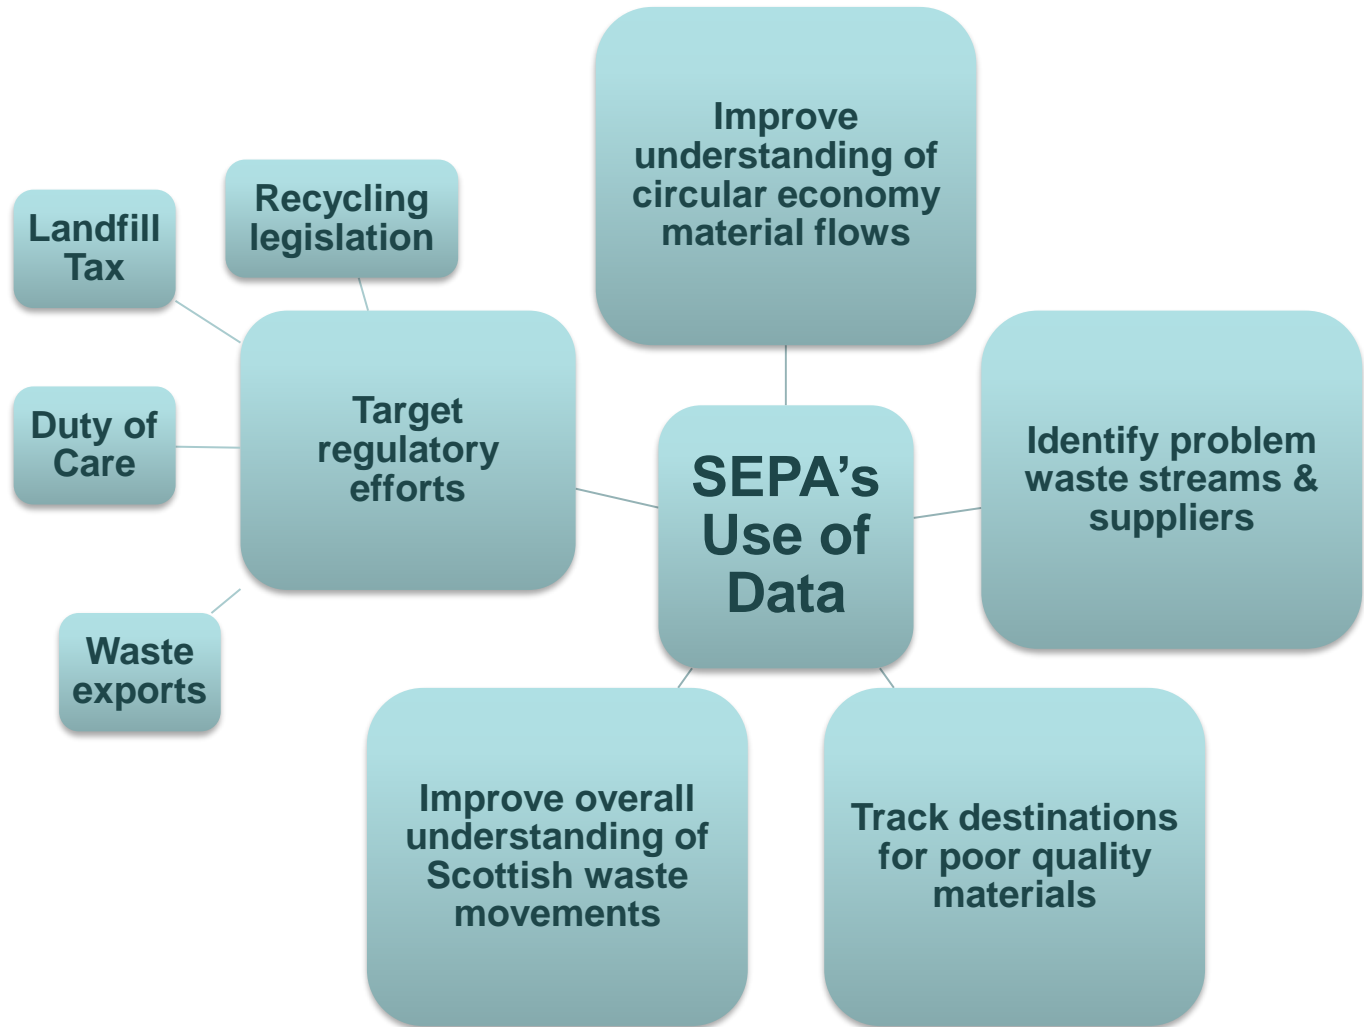 Improve
understanding of
circular economy
material flows
Recycling
legislation
Landfill
Tax
Target
regulatory
efforts
Duty of
Care
Waste
exports
SEPA’s
Use of
Data
Identify problem
waste streams &
suppliers
Improve overall
understanding of
Scottish waste
movements
Track destinations
for poor quality
materials